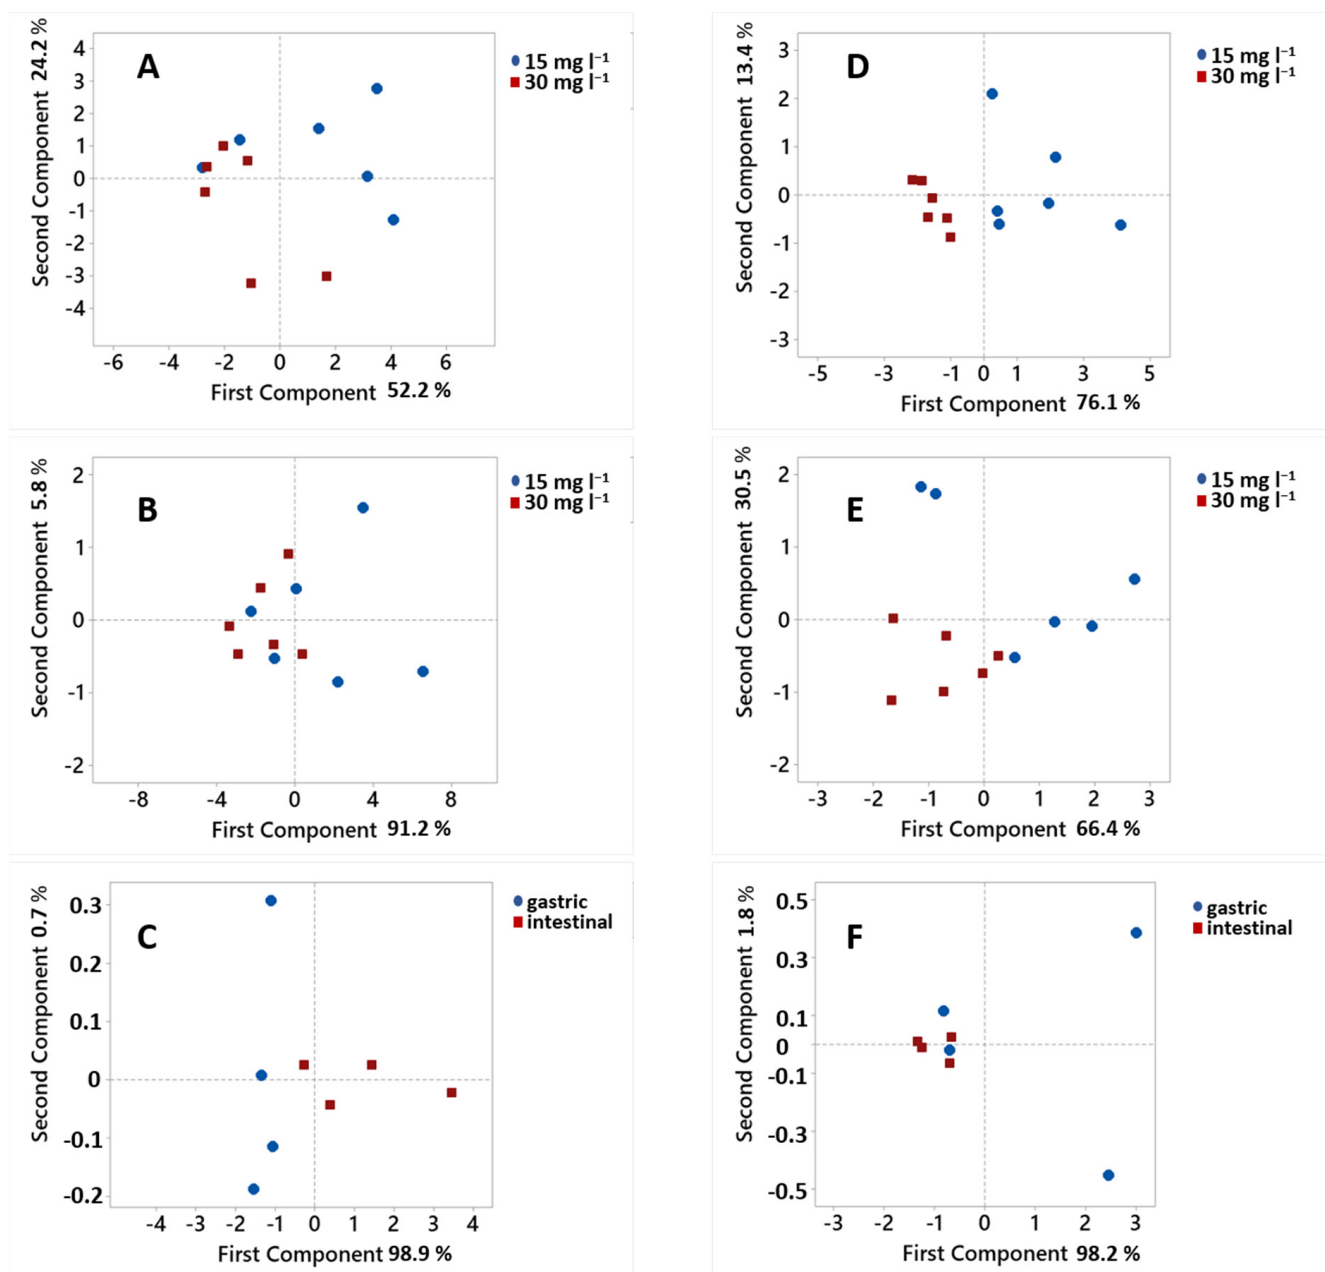 A
Second Component 24.2 %
4
3
2
1
0
-1
-2
-3
-4
-6 -4 -2 0 2 4 6
First Component 52.2 %
15 mg l⁻¹
30 mg l⁻¹
D
Second Component 13.4 %
3
2
1
0
-1
-2
-3
-5 -3 -1 0 1 3 5
First Component 76.1 %
15 mg l⁻¹
30 mg l⁻¹
B
Second Component 5.8 %
2
1
0
-1
-2
-8 -4 0 4 8
First Component 91.2 %
15 mg l⁻¹
30 mg l⁻¹
E
Second Component 30.5 %
2
1
0
-1
-2
-3 -2 -1 0 1 2 3
First Component 66.4 %
15 mg l⁻¹
30 mg l⁻¹
C
Second Component 0.7 %
0.3
0.2
0.1
0
-0.1
-0.2
-4 -3 -2 -1 0 1 2 3 4
First Component 98.9 %
gastric
intestinal
F
Second Component 1.8 %
0.5
0.3
0.1
0
-0.1
-0.3
-0.5
-3 -2 -1 0 1 2 3
First Component 98.2 %
gastric
intestinal